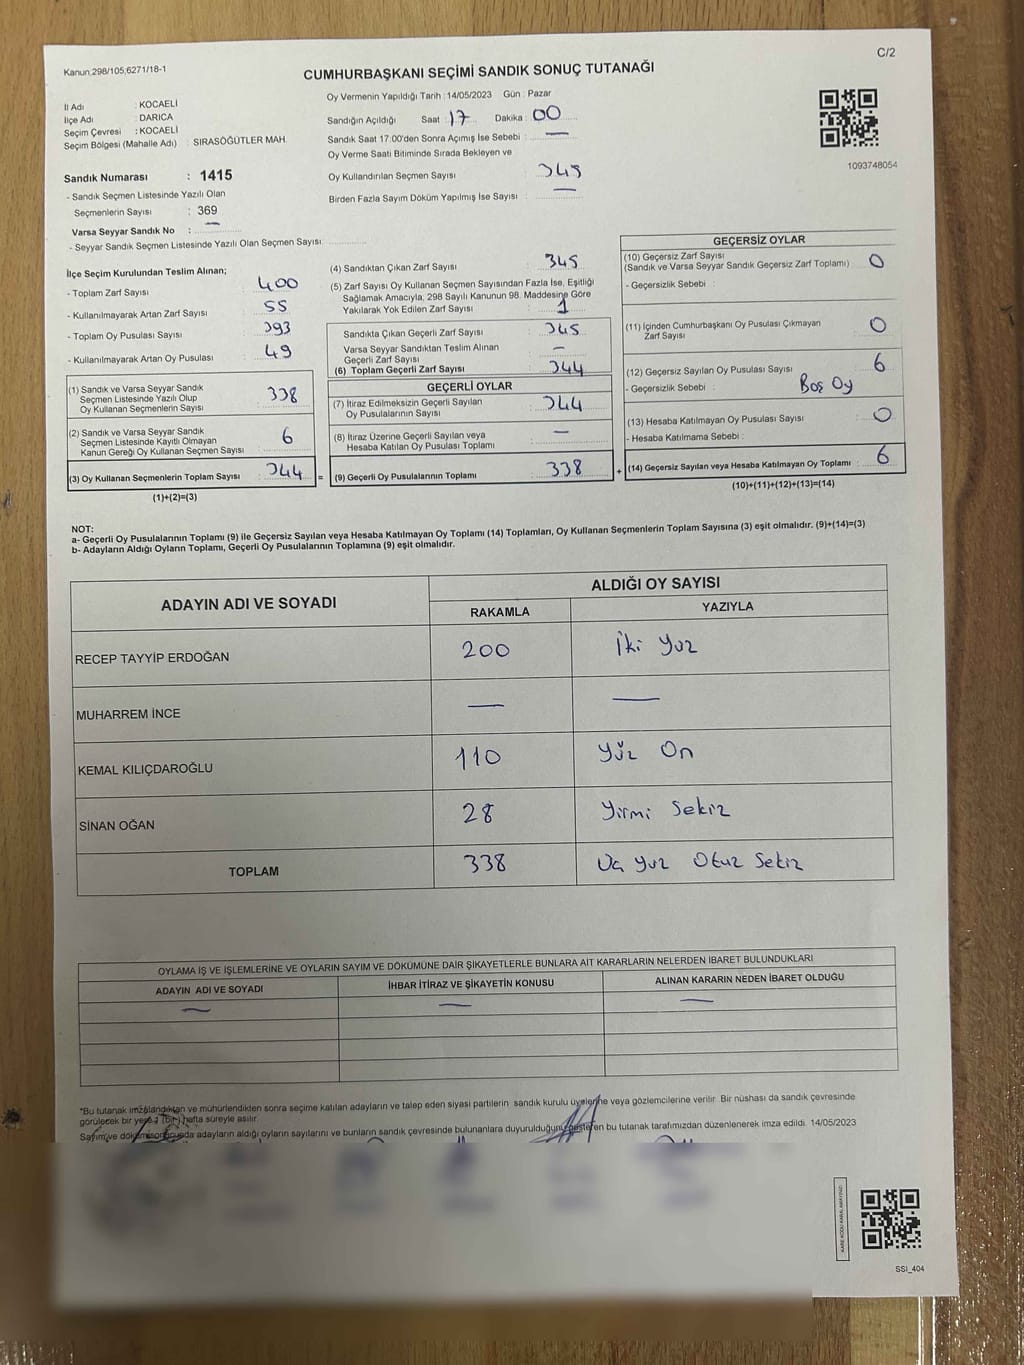 Kanun;298/105,6271/18-1
C/2
CUMHURBAŞKANI SEÇİMİ SANDIK SONUÇ TUTANAĞI
İl Adı : KOCAELİ
İlçe Adı : DARICA
Seçim Çevresi : KOCAELİ
Seçim Bölgesi (Mahalle Adı) : SIRASÖĞÜTLER MAH
Sandık Numarası : 1415
- Sandık Seçmen Listesinde Yazılı Olan
Seçmenlerin Sayısı : 369
Varsa Seyyar Sandık No : —
- Seyyar Sandık Seçmen Listesinde Yazılı Olan Seçmen Sayısı:
Oy Vermenin Yapıldığı Tarih : 14/05/2023 Gün : Pazar
Sandığın Açıldığı Saat : 17 Dakika : 00
Sandık Saat 17:00'den Sonra Açımış İse Sebebi : —
Oy Verme Saati Bitiminde Sırada Bekleyen ve
Oy Kullandırılan Seçmen Sayısı : 345
Birden Fazla Sayım Döküm Yapılmış İse Sayısı : —
1093748054
İlçe Seçim Kurulundan Teslim Alınan;
- Toplam Zarf Sayısı : 400
- Kullanılmayarak Artan Zarf Sayısı : 55
- Toplam Oy Pusulası Sayısı : 393
- Kullanılmayarak Artan Oy Pusulası : 49
(1) Sandık ve Varsa Seyyar Sandık
Seçmen Listesinde Yazılı Olup
Oy Kullanan Seçmenlerin Sayısı : 338
(2) Sandık ve Varsa Seyyar Sandık
Seçmen Listesinde Kayıtlı Olmayan
Kanun Gereği Oy Kullanan Seçmen Sayısı : 6
(3) Oy Kullanan Seçmenlerin Toplam Sayısı : 344
(1)+(2)=(3)
(4) Sandıktan Çıkan Zarf Sayısı : 345
(5) Zarf Sayısı Oy Kullanan Seçmen Sayısından Fazla İse, Eşitliği
Sağlamak Amacıyla, 298 Sayılı Kanunun 98. Maddesine Göre
Yakılarak Yok Edilen Zarf Sayısı : 1
Sandıkta Çıkan Geçerli Zarf Sayısı : 345
Varsa Seyyar Sandıktan Teslim Alınan
Geçerli Zarf Sayısı : —
(6) Toplam Geçerli Zarf Sayısı : 344
GEÇERLİ OYLAR
(7) İtiraz Edilmeksizin Geçerli Sayılan
Oy Pusulalarının Sayısı : 344
(8) İtiraz Üzerine Geçerli Sayılan veya
Hesaba Katılan Oy Pusulası Toplamı : —
= (9) Geçerli Oy Pusulalarının Toplamı : 338
GEÇERSİZ OYLAR
(10) Geçersiz Zarf Sayısı
(Sandık ve Varsa Seyyar Sandık Geçersiz Zarf Toplamı) : 0
- Geçersizlik Sebebi :
(11) İçinden Cumhurbaşkanı Oy Pusulası Çıkmayan
Zarf Sayısı : 0
(12) Geçersiz Sayılan Oy Pusulası Sayısı : 6
- Geçersizlik Sebebi : Boş Oy
(13) Hesaba Katılmayan Oy Pusulası Sayısı : 0
- Hesaba Katılmama Sebebi :
+ (14) Geçersiz Sayılan veya Hesaba Katılmayan Oy Toplamı : 6
(10)+(11)+(12)+(13)=(14)
NOT:
a- Geçerli Oy Pusulalarının Toplamı (9) ile Geçersiz Sayılan veya Hesaba Katılmayan Oy Toplamı (14) Toplamları, Oy Kullanan Seçmenlerin Toplam Sayısına (3) eşit olmalıdır. (9)+(14)=(3)
b- Adayların Aldığı Oyların Toplamı, Geçerli Oy Pusulalarının Toplamına (9) eşit olmalıdır.
ADAYIN ADI VE SOYADI
ALDIĞI OY SAYISI
RAKAMLA YAZIYLA
RECEP TAYYİP ERDOĞAN 200 İki Yuz
MUHARREM İNCE — —
KEMAL KILIÇDAROĞLU 110 Yüz On
SİNAN OĞAN 28 Yirmi Sekiz
TOPLAM 338 Üç yuz Otuz Sekiz
OYLAMA İŞ VE İŞLEMLERİNE VE OYLARIN SAYIM VE DÖKÜMÜNE DAİR ŞİKAYETLERLE BUNLARA AİT KARARLARIN NELERDEN İBARET BULUNDUKLARI
ADAYIN ADI VE SOYADI İHBAR İTİRAZ VE ŞİKAYETİN KONUSU ALINAN KARARIN NEDEN İBARET OLDUĞU
— — —
*Bu tutanak imzalandıktan ve mühürlendikten sonra seçime katılan adayların ve talep eden siyasi partilerin sandık kurulu üyelerine veya gözlemcilerine verilir. Bir nüshası da sandık çevresinde
görülecek bir yere 1 (bir) hafta süreyle asılır.
Sayım ve döküm sonucunda adayların aldığı oyların sayılarını ve bunların sandık çevresinde bulunanlara duyurulduğunu gösteren bu tutanak tarafımızdan düzenlenerek imza edildi. 14/05/2023
SSI_404